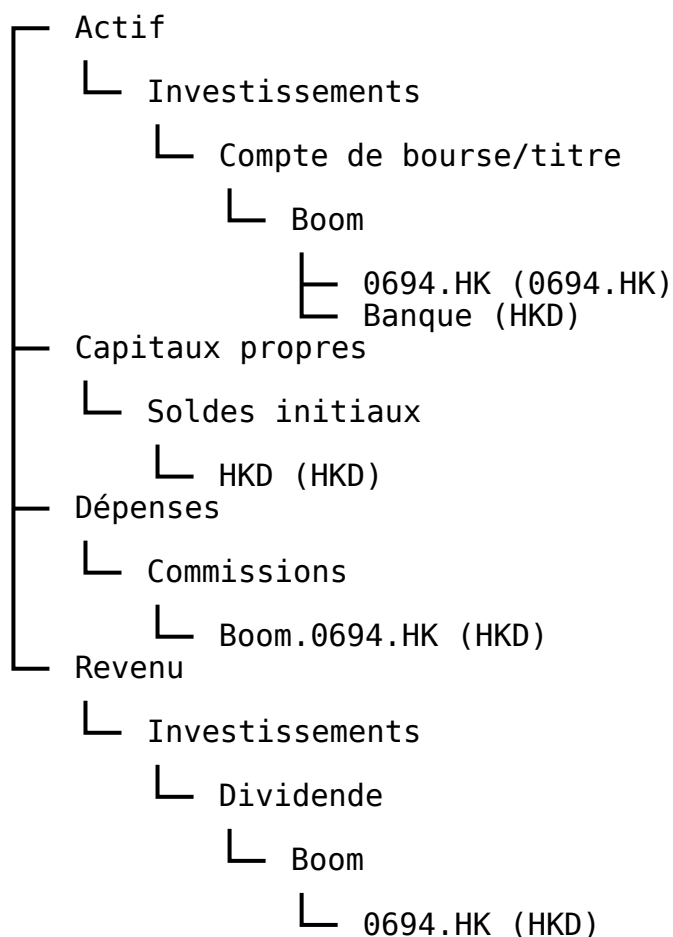 Actif
Investissements
Compte de bourse/titre
Boom
0694.HK (0694.HK)
Banque (HKD)
Capitaux propres
Soldes initiaux
HKD (HKD)
Dépenses
Commissions
Boom.0694.HK (HKD)
Revenu
Investissements
Dividende
Boom
0694.HK (HKD)